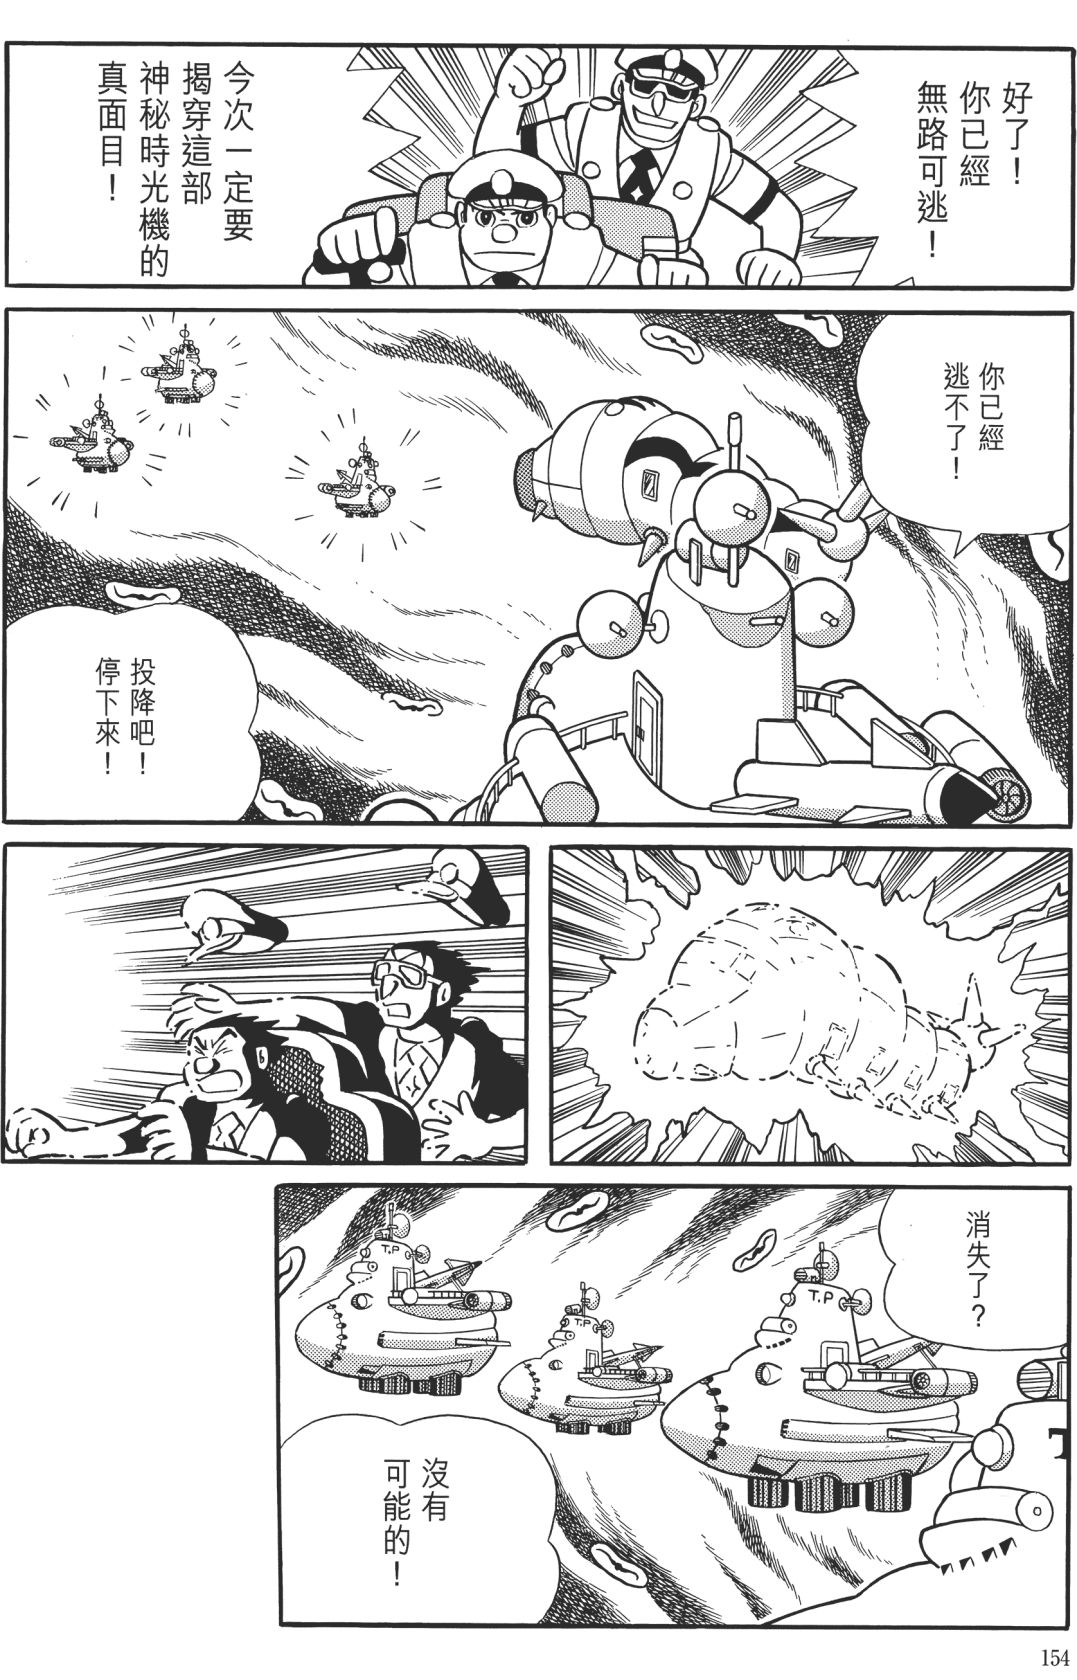 好了！
你已經
無路可逃！
今次一定要
揭穿這部
神秘時光機的
真面目！
你已經
逃不了！
投降吧！
停下來！
消失了？
T.P
T.P
T.P
T
沒有
可能的！
154